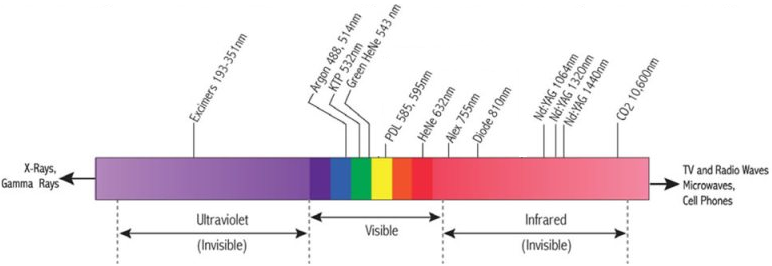 Excimers 193-351nm
Argon 488, 514nm
KTP 532nm
Green HeNe 543 nm
PDL 585, 595nm
HeNe 632nm
Alex 755nm
Diode 810nm
Nd:YAG 1064nm
Nd:YAG 1320nm
Nd:YAG 1440nm
CO2 10,600nm
X-Rays,
Gamma Rays
TV and Radio Waves
Microwaves,
Cell Phones
Ultraviolet
(Invisible)
Visible
Infrared
(Invisible)